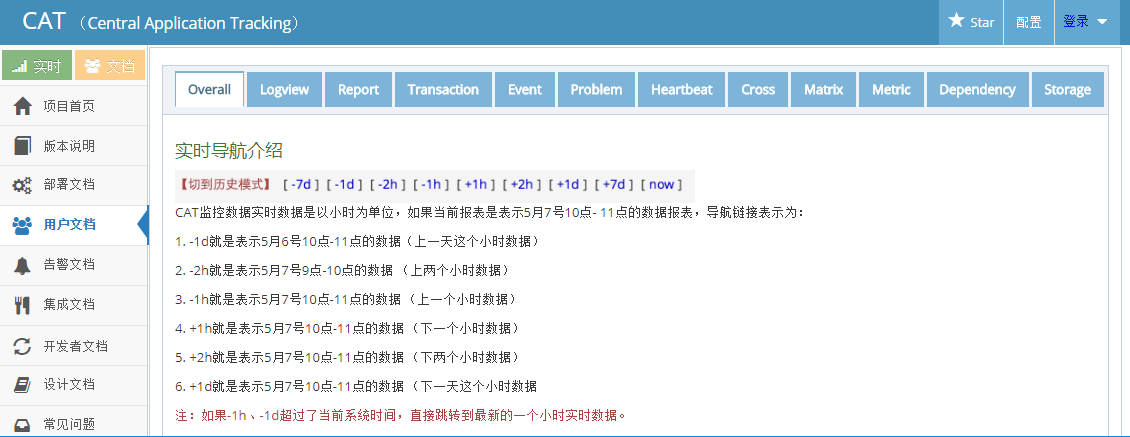 CAT （Central Application Tracking）
Star 配置 登录
实时 文档
Overall Logview Report Transaction Event Problem Heartbeat Cross Matrix Metric Dependency Storage
项目首页
版本说明
部署文档
用户文档
告警文档
集成文档
开发者文档
设计文档
常见问题
实时导航介绍
【切到历史模式】 [ -7d ] [ -1d ] [ -2h ] [ -1h ] [ +1h ] [ +2h ] [ +1d ] [ +7d ] [ now ]
CAT监控数据实时数据是以小时为单位，如果当前报表是表示5月7号10点- 11点的数据报表，导航链接表示为：
1. -1d就是表示5月6号10点-11点的数据（上一天这个小时数据）
2. -2h就是表示5月7号9点-10点的数据 （上两个小时数据）
3. -1h就是表示5月7号10点-11点的数据 （上一个小时数据）
4. +1h就是表示5月7号10点-11点的数据 （下一个小时数据）
5. +2h就是表示5月7号10点-11点的数据 （下两个小时数据）
6. +1d就是表示5月7号10点-11点的数据 （下一天这个小时数据
注：如果-1h、-1d超过了当前系统时间，直接跳转到最新的一个小时实时数据。